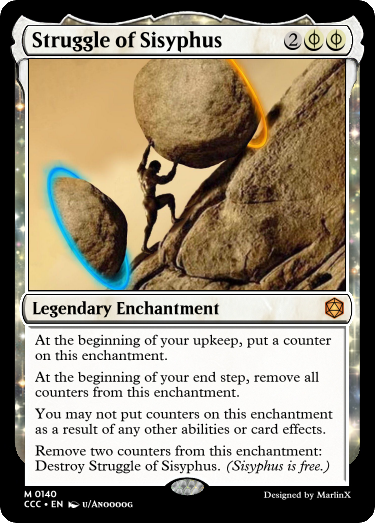 Struggle of Sisyphus
2
Legendary Enchantment
At the beginning of your upkeep, put a counter
on this enchantment.
At the beginning of your end step, remove all
counters from this enchantment.
You may not put counters on this enchantment
as a result of any other abilities or card effects.
Remove two counters from this enchantment:
Destroy Struggle of Sisyphus. (Sisyphus is free.)
M 0140
CCC • EN u/Anoooog
Designed by MarlinX